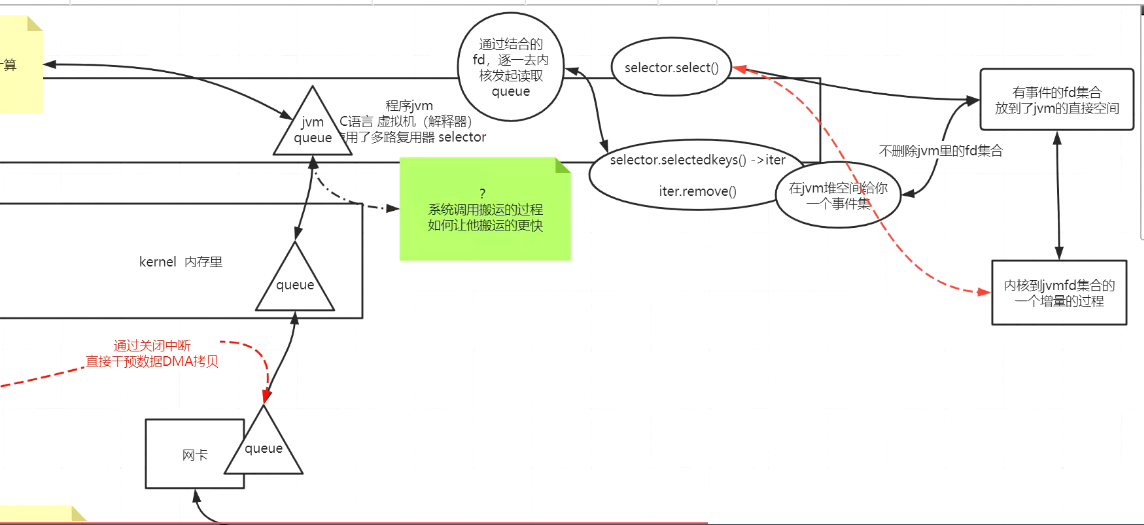 通过结合的
fd，逐一去内
核发起读取
queue
selector.select()
有事件的fd集合
放到了jvm的直接空间
算
jvm
queue
程序jvm
C语言 虚拟机（解释器）
用了多路复用器 selector
不删除jvm里的fd集合
selector.selectedkeys() ->iter
iter.remove()
在jvm堆空间给你
一个事件集
?
系统调用搬运的过程
如何让他搬运的更快
kernel 内存里
queue
内核到jvmfd集合的
一个增量的过程
通过关闭中断
直接干预数据DMA拷贝
网卡
queue